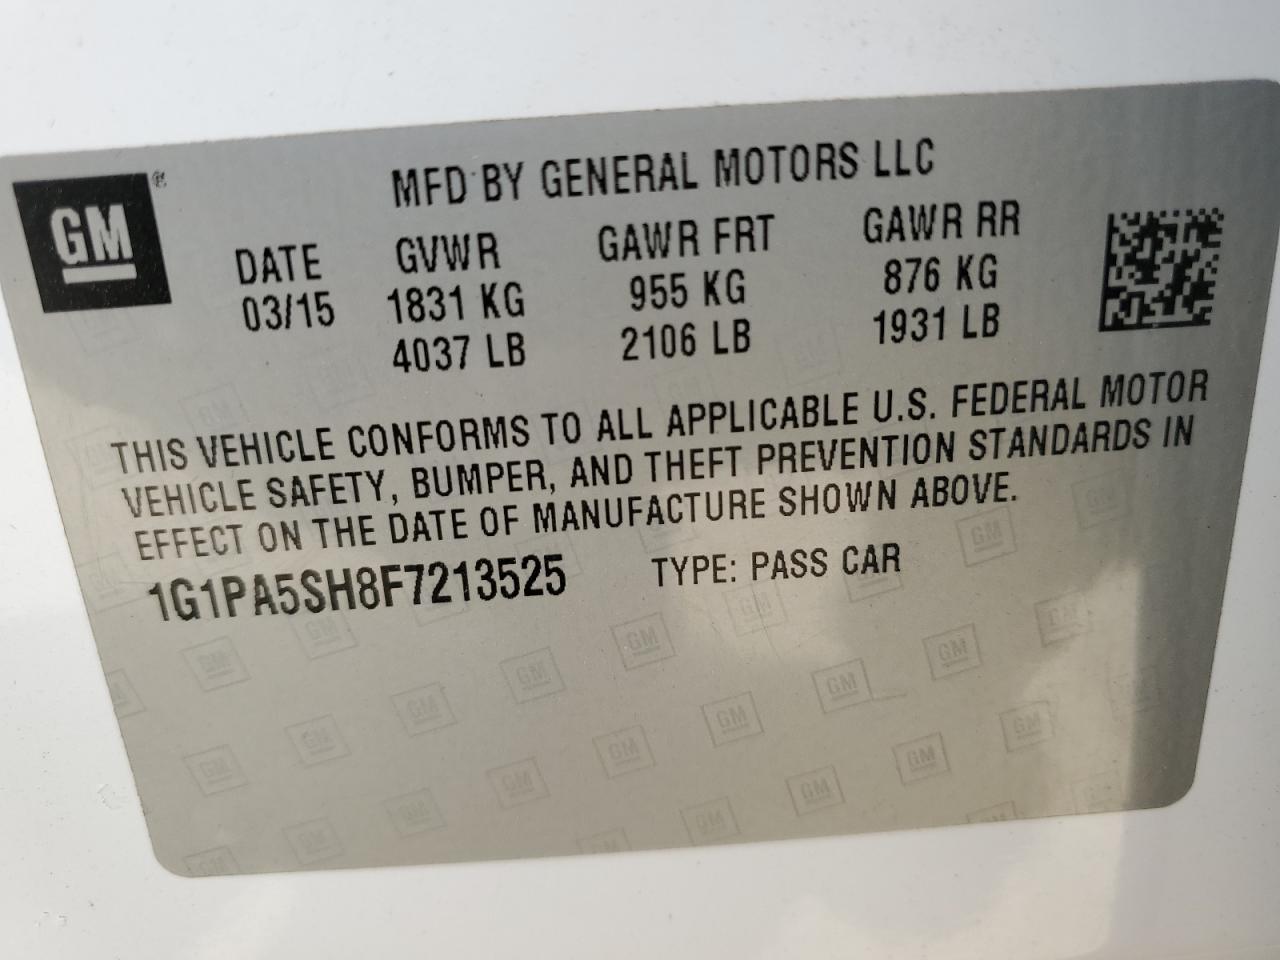 GM ®
MFD BY GENERAL MOTORS LLC
DATE GVWR GAWR FRT GAWR RR
03/15 1831 KG 955 KG 876 KG
4037 LB 2106 LB 1931 LB
THIS VEHICLE CONFORMS TO ALL APPLICABLE U.S. FEDERAL MOTOR
VEHICLE SAFETY, BUMPER, AND THEFT PREVENTION STANDARDS IN
EFFECT ON THE DATE OF MANUFACTURE SHOWN ABOVE.
1G1PA5SH8F7213525 TYPE: PASS CAR